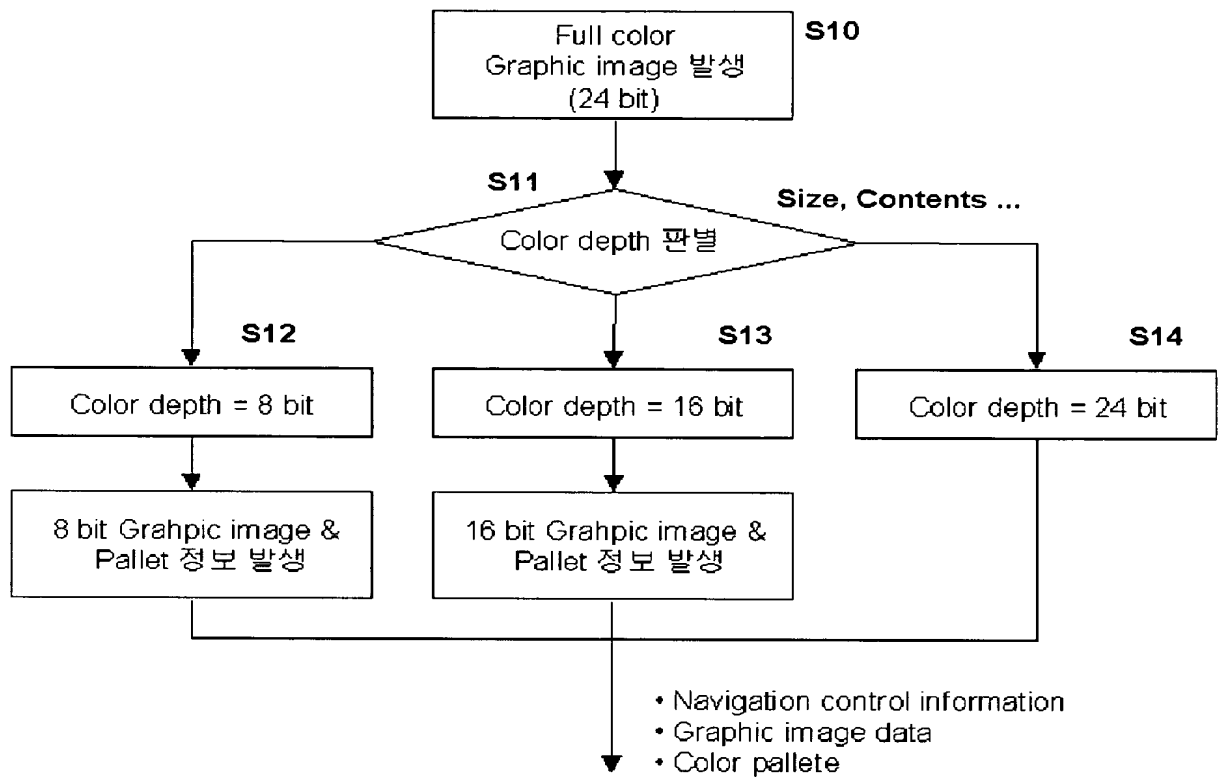 Full color
Graphic image 발생
(24 bit)
S10
S11
Size, Contents ...
Color depth 판별
S12
S13
S14
Color depth = 8 bit
Color depth = 16 bit
Color depth = 24 bit
8 bit Grahpic image &
Pallet 정보 발생
16 bit Grahpic image &
Pallet 정보 발생
• Navigation control information
• Graphic image data
• Color pallete